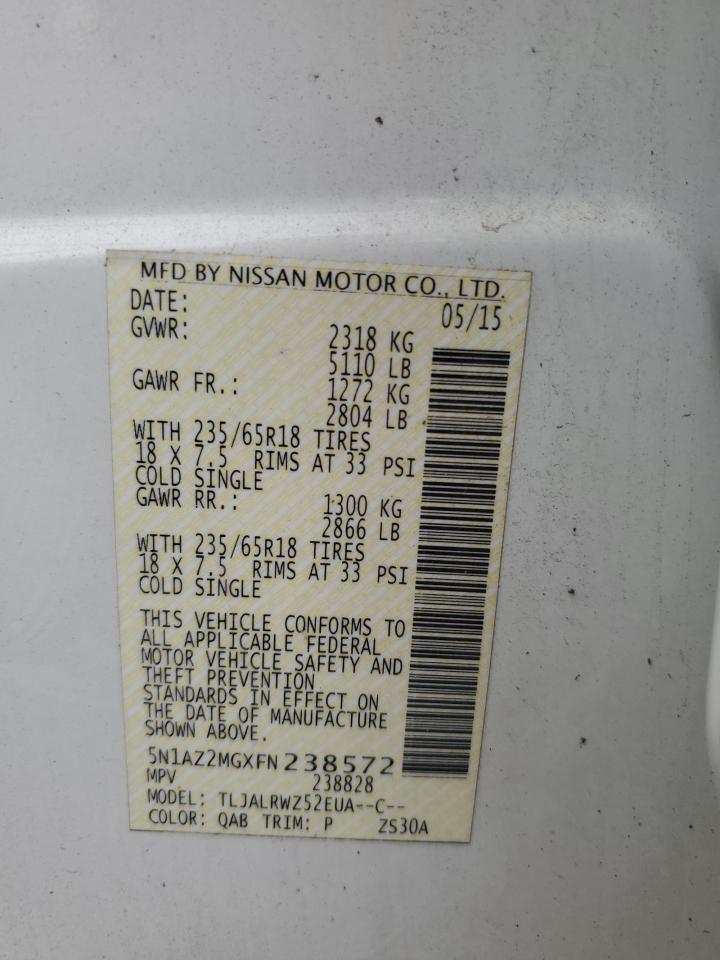 MFD BY NISSAN MOTOR CO., LTD.
DATE: 05/15
GVWR: 2318 KG
5110 LB
GAWR FR.: 1272 KG
2804 LB
WITH 235/65R18 TIRES
18 X 7.5 RIMS AT 33 PSI
COLD SINGLE
GAWR RR.: 1300 KG
2866 LB
WITH 235/65R18 TIRES
18 X 7.5 RIMS AT 33 PSI
COLD SINGLE
THIS VEHICLE CONFORMS TO
ALL APPLICABLE FEDERAL
MOTOR VEHICLE SAFETY AND
THEFT PREVENTION
STANDARDS IN EFFECT ON
THE DATE OF MANUFACTURE
SHOWN ABOVE.
5N1AZ2MGXFN238572
MPV 238828
MODEL: TLJALRWZ52EUA--C--
COLOR: QAB TRIM: P ZS30A